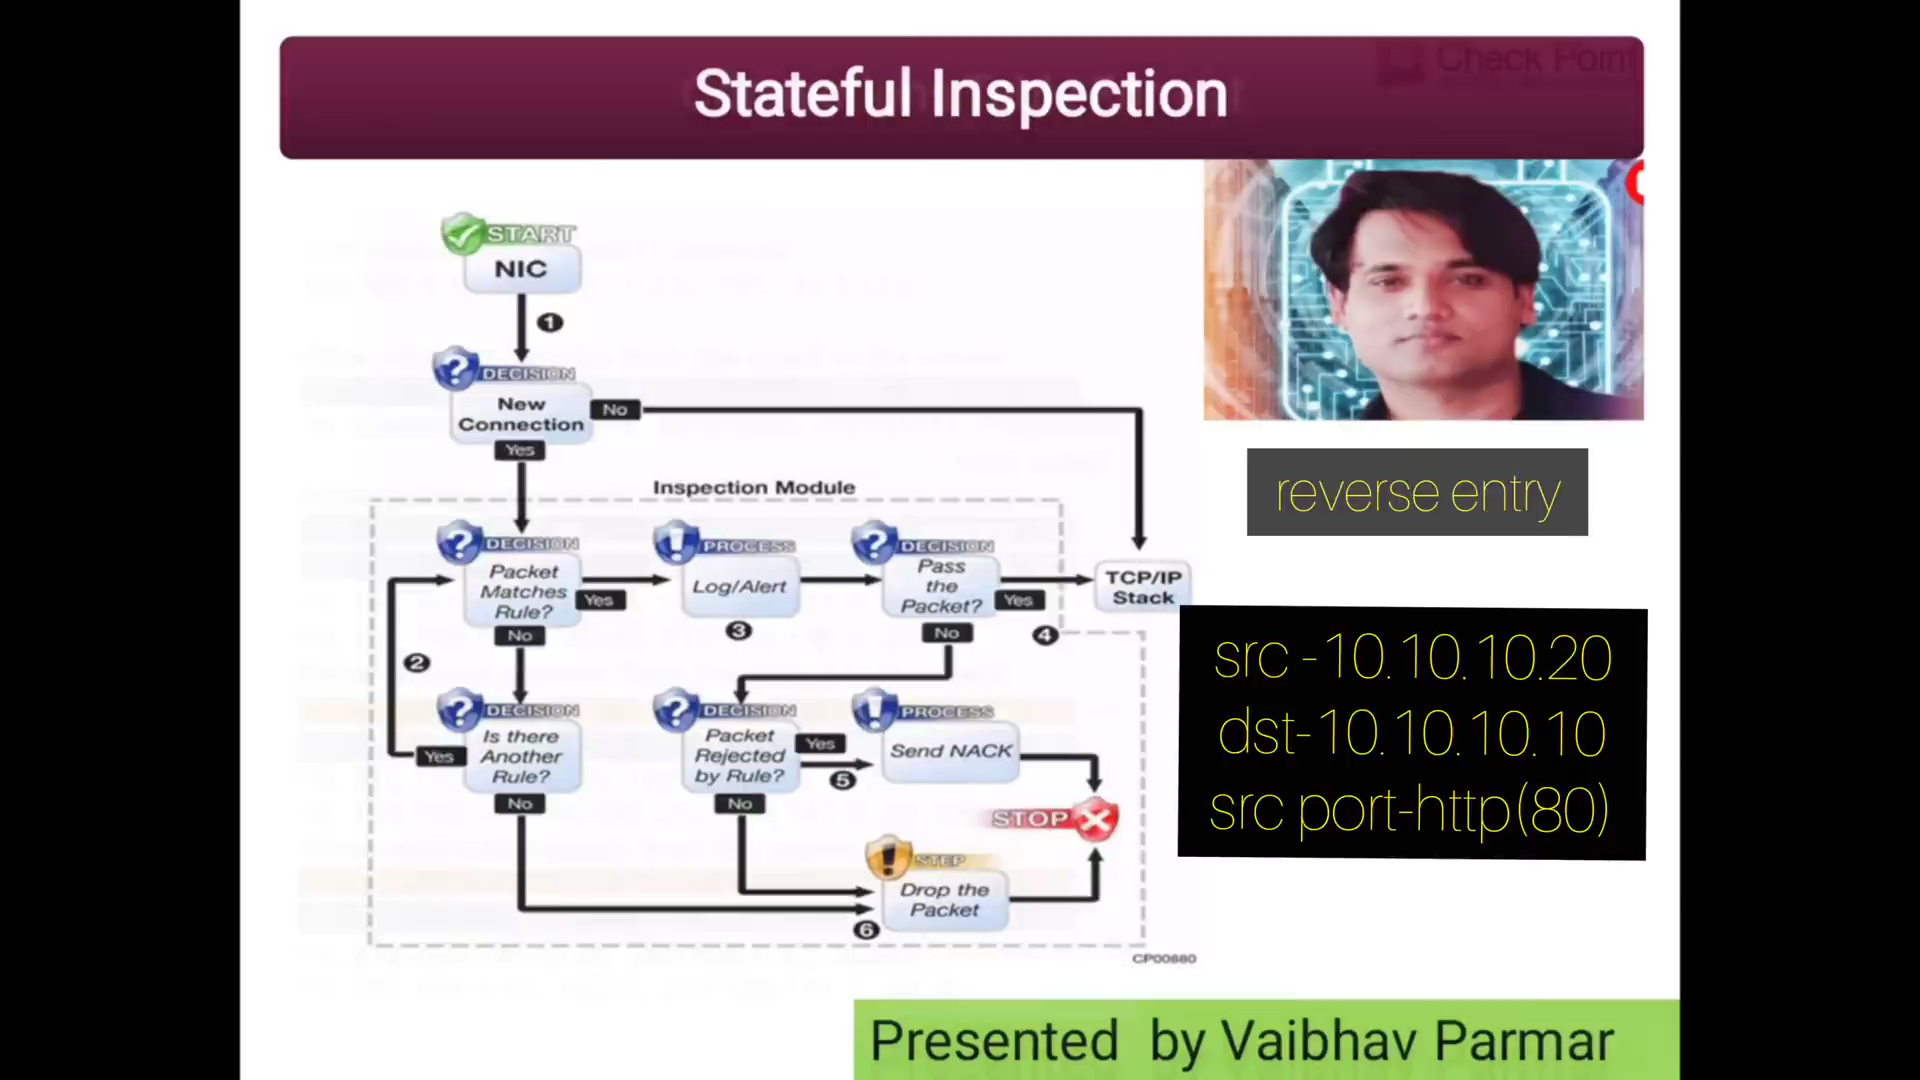 Check Point
Stateful Inspection
START
NIC
1
DECISION
New
Connection
No
Yes
Inspection Module
DECISION
Packet
Matches
Rule?
Yes
No
PROCESS
Log/Alert
3
DECISION
Pass
the
Packet?
Yes
No
4
TCP/IP
Stack
2
DECISION
Is there
Another
Rule?
Yes
No
DECISION
Packet
Rejected
by Rule?
Yes
5
No
PROCESS
Send NACK
STOP
STEP
Drop the
Packet
6
CP00880
reverse entry
src -10.10.10.20
dst-10.10.10.10
src port-http(80)
Presented by Vaibhav Parmar